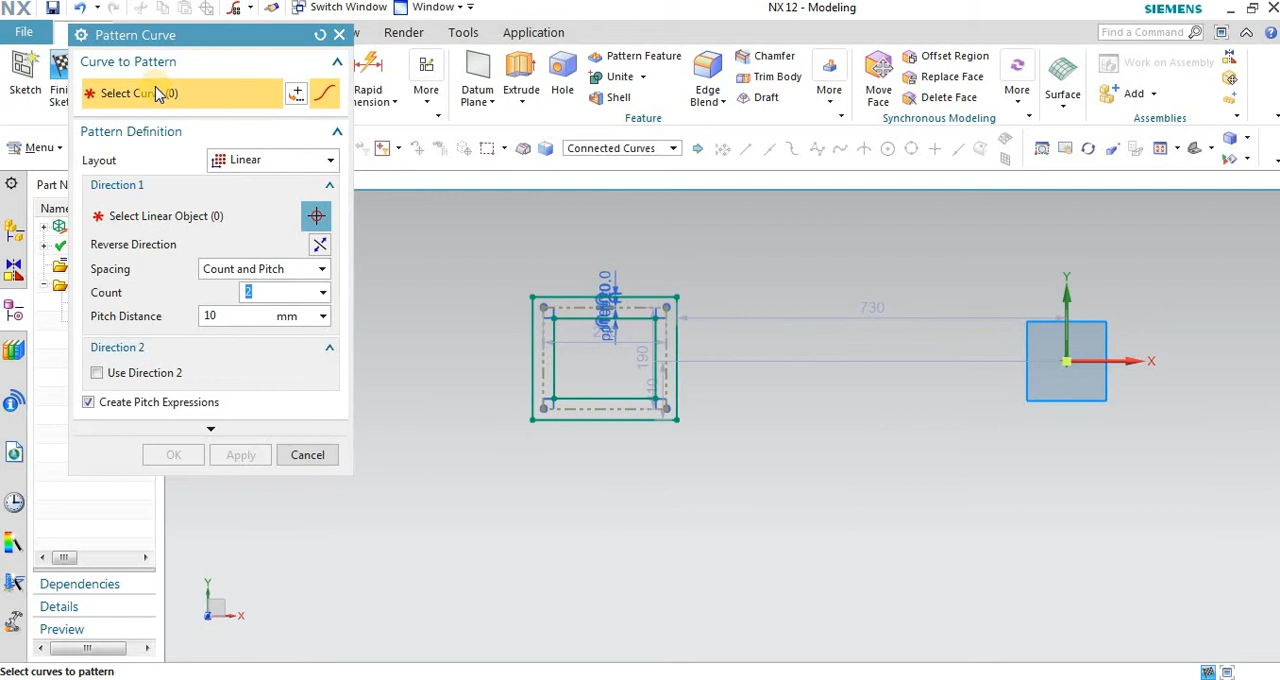 NX
Switch Window
Window
NX 12 - Modeling
SIEMENS
File
Pattern Curve
Render
Tools
Application
Find a Command
Curve to Pattern
Select Curve (0)
Pattern Definition
Layout
Linear
Direction 1
Select Linear Object (0)
Reverse Direction
Spacing
Count and Pitch
Count
2
Pitch Distance
10
mm
Direction 2
Use Direction 2
Create Pitch Expressions
OK
Apply
Cancel
Sketch
Rapid
More
Datum
Plane
Extrude
Hole
Pattern Feature
Unite
Shell
Edge
Blend
Chamfer
Trim Body
Draft
More
Feature
Move
Face
Offset Region
Replace Face
Delete Face
More
Synchronous Modeling
Surface
Work on Assembly
Add
Assemblies
Menu
Connected Curves
730
190
10
Y
X
Y
X
Dependencies
Details
Preview
Select curves to pattern